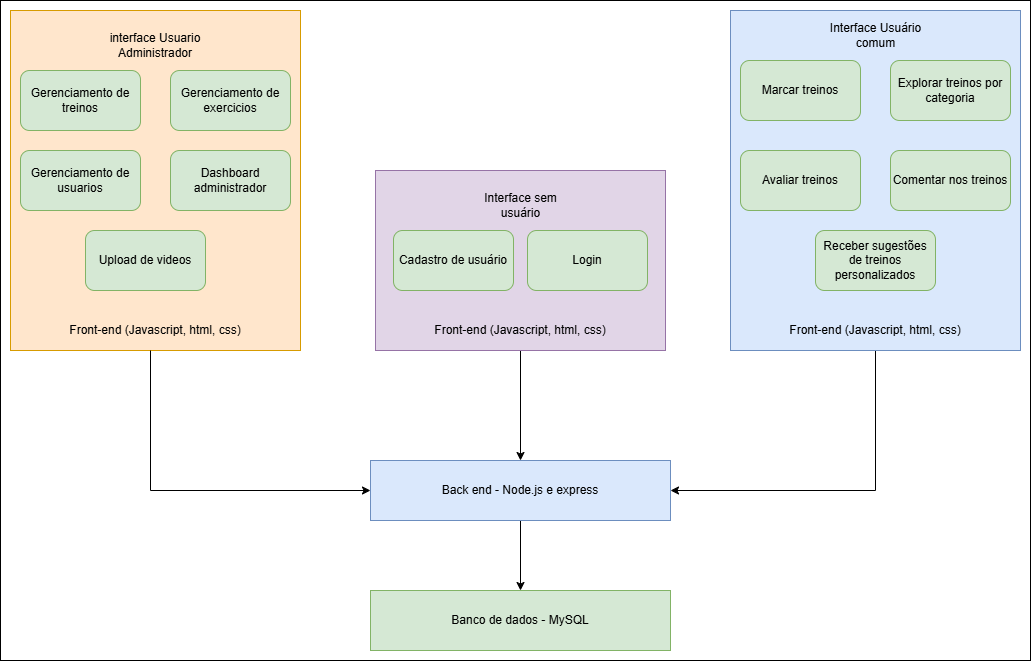 interface Usuario
Administrador
Gerenciamento de
treinos
Gerenciamento de
exercicios
Gerenciamento de
usuarios
Dashboard
administrador
Upload de videos
Front-end (Javascript, html, css)
Interface sem
usuário
Cadastro de usuário
Login
Front-end (Javascript, html, css)
Interface Usuário
comum
Marcar treinos
Explorar treinos por
categoria
Avaliar treinos
Comentar nos treinos
Receber sugestões
de treinos
personalizados
Front-end (Javascript, html, css)
Back end - Node.js e express
Banco de dados - MySQL